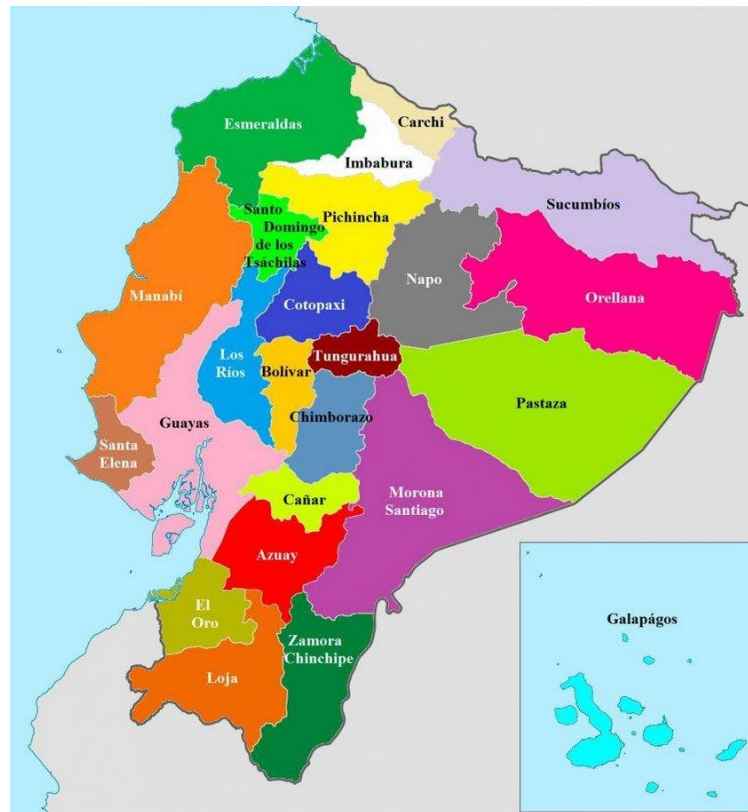 Esmeraldas
Carchi
Imbabura
Sucumbíos
Santo
Domingo
de los
Tsáchilas
Pichincha
Napo
Orellana
Manabí
Cotopaxi
Los
Ríos
Bolívar
Tungurahua
Pastaza
Guayas
Chimborazo
Santa
Elena
Cañar
Morona
Santiago
Azuay
El
Oro
Zamora
Chinchipe
Loja
Galapágos